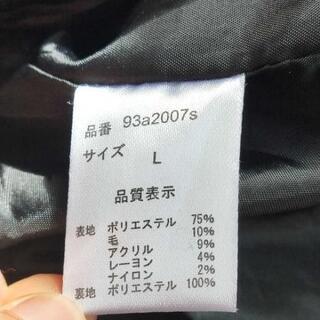 品番 93a2007s
サイズ L
品質表示
表地 ポリエステル 75%
毛 10%
アクリル 9%
レーヨン 4%
ナイロン 2%
裏地 ポリエステル 100%